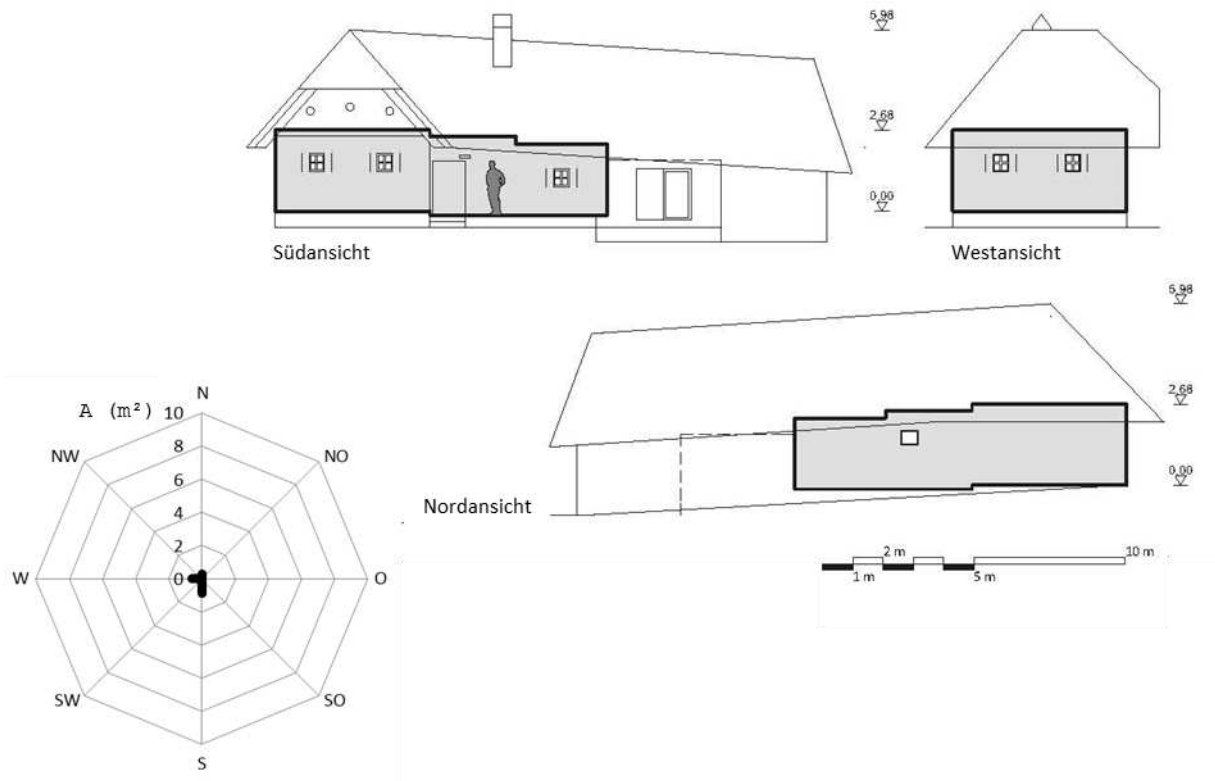 6,98
2,68
0,00
Südansicht
Westansicht
6,98
2,68
0,00
Nordansicht
2 m
10 m
1 m
5 m
N
A (m²)
10
NW
NO
8
6
4
2
W
0
O
SW
SO
S